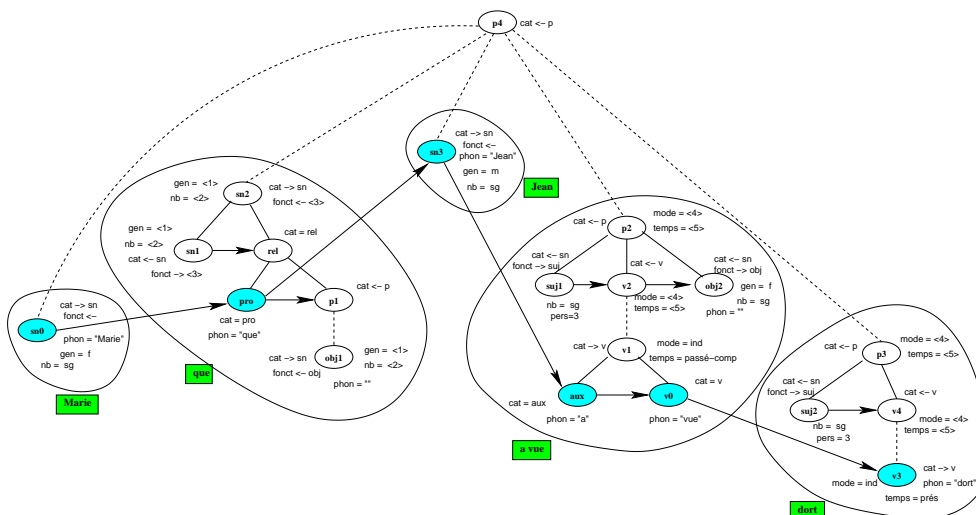 p4 cat <- p
cat -> sn
fonct <-
sn3
phon = "Jean"
gen = m
nb = sg
Jean
gen = <1>
nb = <2>
sn2
cat -> sn
fonct <- <3>
gen = <1>
nb = <2>
cat <- sn
fonct -> <3>
sn1
cat = rel
rel
pro
cat = pro
phon = "que"
p1
cat <- p
cat -> sn
fonct <- obj
obj1
gen = <1>
nb = <2>
phon = ""
que
cat -> sn
fonct <-
sn0
phon = "Marie"
gen = f
nb = sg
Marie
cat <- p
p2
mode = <4>
temps = <5>
cat <- sn
fonct -> suj
suj1
nb = sg
pers=3
cat <- v
v2
mode = <4>
temps = <5>
cat <- sn
fonct -> obj
obj2
gen = f
nb = sg
phon = ""
cat -> v
v1
mode = ind
temps = passé-comp
cat = aux
aux
phon = "a"
cat = v
v0
phon = "vue"
a vue
cat <- p
p3
mode = <4>
temps = <5>
cat <- sn
fonct -> suj
suj2
nb = sg
pers = 3
cat <- v
v4
mode = <4>
temps = <5>
v3
cat -> v
phon = "dort"
mode = ind
temps = prés
dort